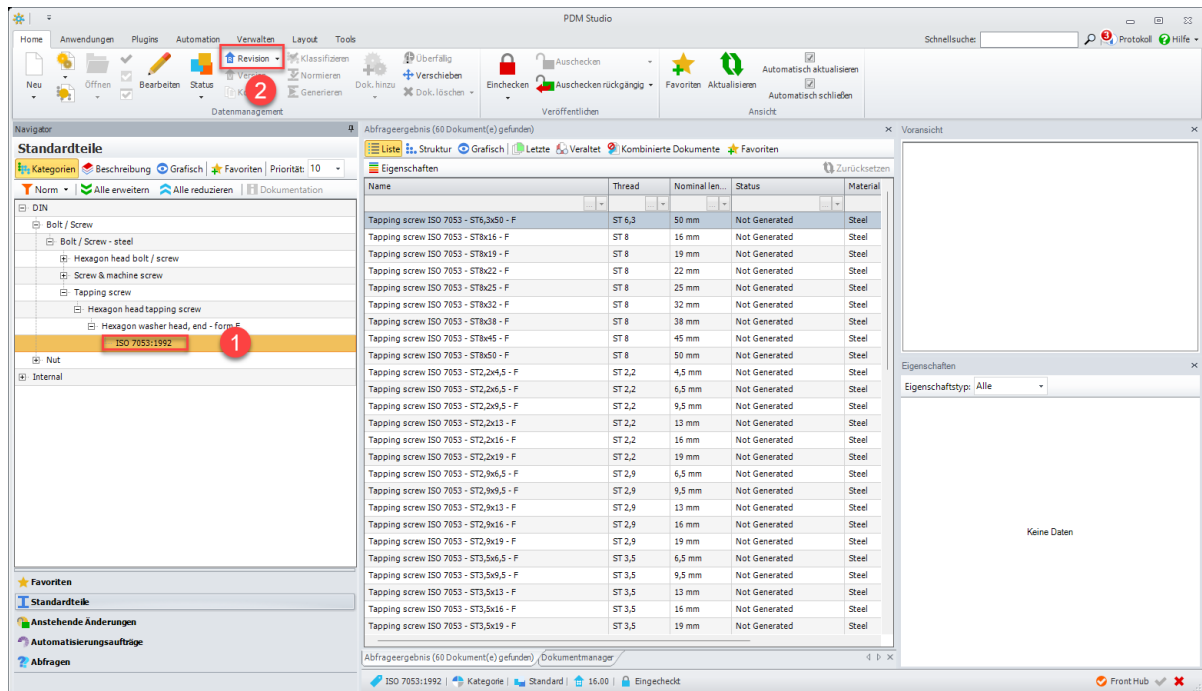 PDM Studio
Home Anwendungen Plugins Automation Verwalten Layout Tools Schnellsuche: 3 Protokoll Hilfe
Neu Öffnen Bearbeiten Status Revision Klassifizieren Dok. hinzu Überfällig Einchecken Auschecken Favoriten Aktualisieren Automatisch aktualisieren
Normieren Verschieben Auschecken rückgängig Automatisch schließen
2 Generieren Dok. löschen
Datenmanagement Veröffentlichen Ansicht
Navigator
Standardteile
Kategorien Beschreibung Grafisch Favoriten Priorität: 10
Norm Alle erweitern Alle reduzieren Dokumentation
DIN
Bolt / Screw
Bolt / Screw - steel
Hexagon head bolt / screw
Screw & machine screw
Tapping screw
Hexagon head tapping screw
Hexagon washer head, end - form F
ISO 7053:1992 1
Nut
Internal
Favoriten
Standardteile
Anstehende Änderungen
Automatisierungsaufträge
Abfragen
Abfrageergebnis (60 Dokument(e) gefunden)
Liste Struktur Grafisch Letzte Veraltet Kombinierte Dokumente Favoriten
Eigenschaften Zurücksetzen
Name Thread Nominal len... Status Material
Tapping screw ISO 7053 - ST6,3x50 - F ST 6,3 50 mm Not Generated Steel
Tapping screw ISO 7053 - ST8x16 - F ST 8 16 mm Not Generated Steel
Tapping screw ISO 7053 - ST8x19 - F ST 8 19 mm Not Generated Steel
Tapping screw ISO 7053 - ST8x22 - F ST 8 22 mm Not Generated Steel
Tapping screw ISO 7053 - ST8x25 - F ST 8 25 mm Not Generated Steel
Tapping screw ISO 7053 - ST8x32 - F ST 8 32 mm Not Generated Steel
Tapping screw ISO 7053 - ST8x38 - F ST 8 38 mm Not Generated Steel
Tapping screw ISO 7053 - ST8x45 - F ST 8 45 mm Not Generated Steel
Tapping screw ISO 7053 - ST8x50 - F ST 8 50 mm Not Generated Steel
Tapping screw ISO 7053 - ST2,2x4,5 - F ST 2,2 4,5 mm Not Generated Steel
Tapping screw ISO 7053 - ST2,2x6,5 - F ST 2,2 6,5 mm Not Generated Steel
Tapping screw ISO 7053 - ST2,2x9,5 - F ST 2,2 9,5 mm Not Generated Steel
Tapping screw ISO 7053 - ST2,2x13 - F ST 2,2 13 mm Not Generated Steel
Tapping screw ISO 7053 - ST2,2x16 - F ST 2,2 16 mm Not Generated Steel
Tapping screw ISO 7053 - ST2,2x19 - F ST 2,2 19 mm Not Generated Steel
Tapping screw ISO 7053 - ST2,9x6,5 - F ST 2,9 6,5 mm Not Generated Steel
Tapping screw ISO 7053 - ST2,9x9,5 - F ST 2,9 9,5 mm Not Generated Steel
Tapping screw ISO 7053 - ST2,9x13 - F ST 2,9 13 mm Not Generated Steel
Tapping screw ISO 7053 - ST2,9x16 - F ST 2,9 16 mm Not Generated Steel
Tapping screw ISO 7053 - ST2,9x19 - F ST 2,9 19 mm Not Generated Steel
Tapping screw ISO 7053 - ST3,5x6,5 - F ST 3,5 6,5 mm Not Generated Steel
Tapping screw ISO 7053 - ST3,5x9,5 - F ST 3,5 9,5 mm Not Generated Steel
Tapping screw ISO 7053 - ST3,5x13 - F ST 3,5 13 mm Not Generated Steel
Tapping screw ISO 7053 - ST3,5x16 - F ST 3,5 16 mm Not Generated Steel
Tapping screw ISO 7053 - ST3,5x19 - F ST 3,5 19 mm Not Generated Steel
Abfrageergebnis (60 Dokument(e) gefunden) Dokumentmanager
Voransicht
Eigenschaften
Eigenschaftstyp: Alle
Keine Daten
ISO 7053:1992 | Kategorie | Standard | 16.00 | Eingecheckt Front Hub